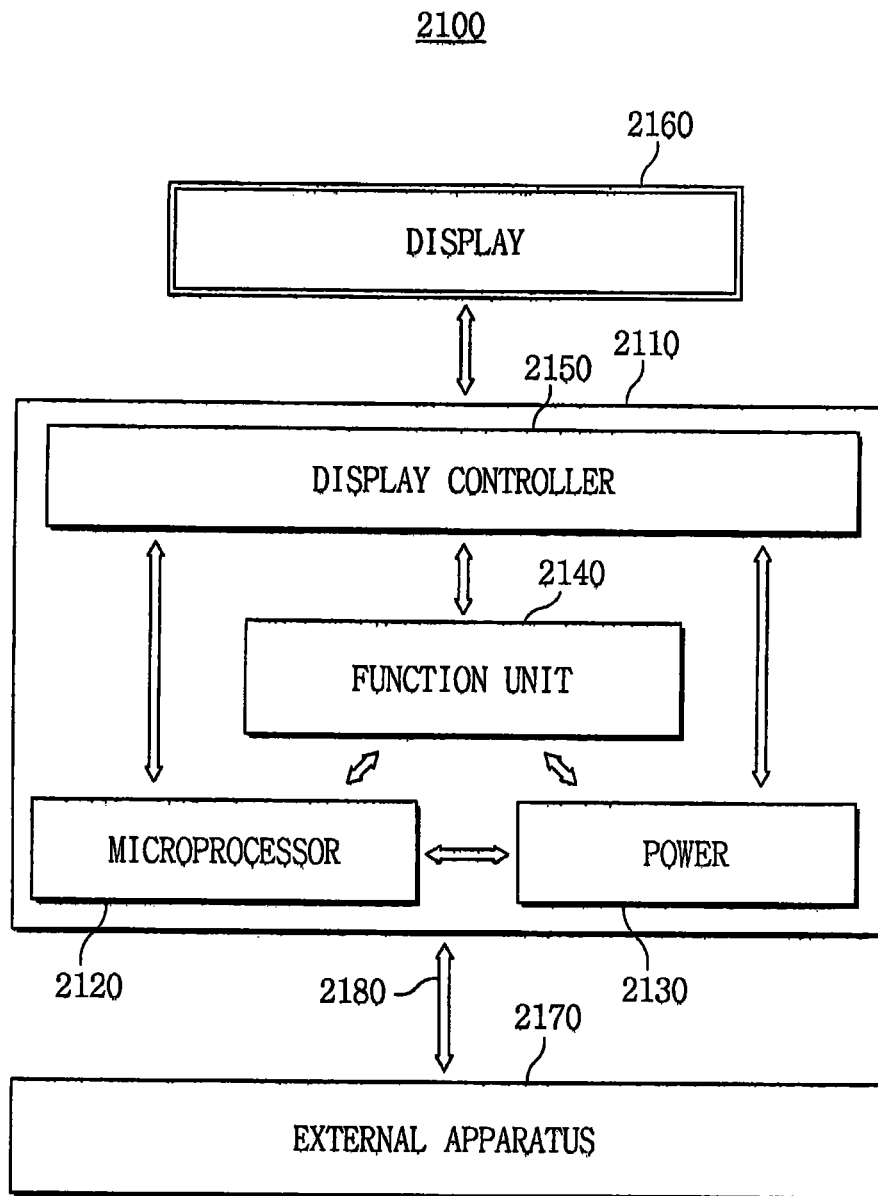 2100
2160
DISPLAY
2110
2150
DISPLAY CONTROLLER
2140
FUNCTION UNIT
MICROPROCESSOR
POWER
2120
2180
2130
2170
EXTERNAL APPARATUS